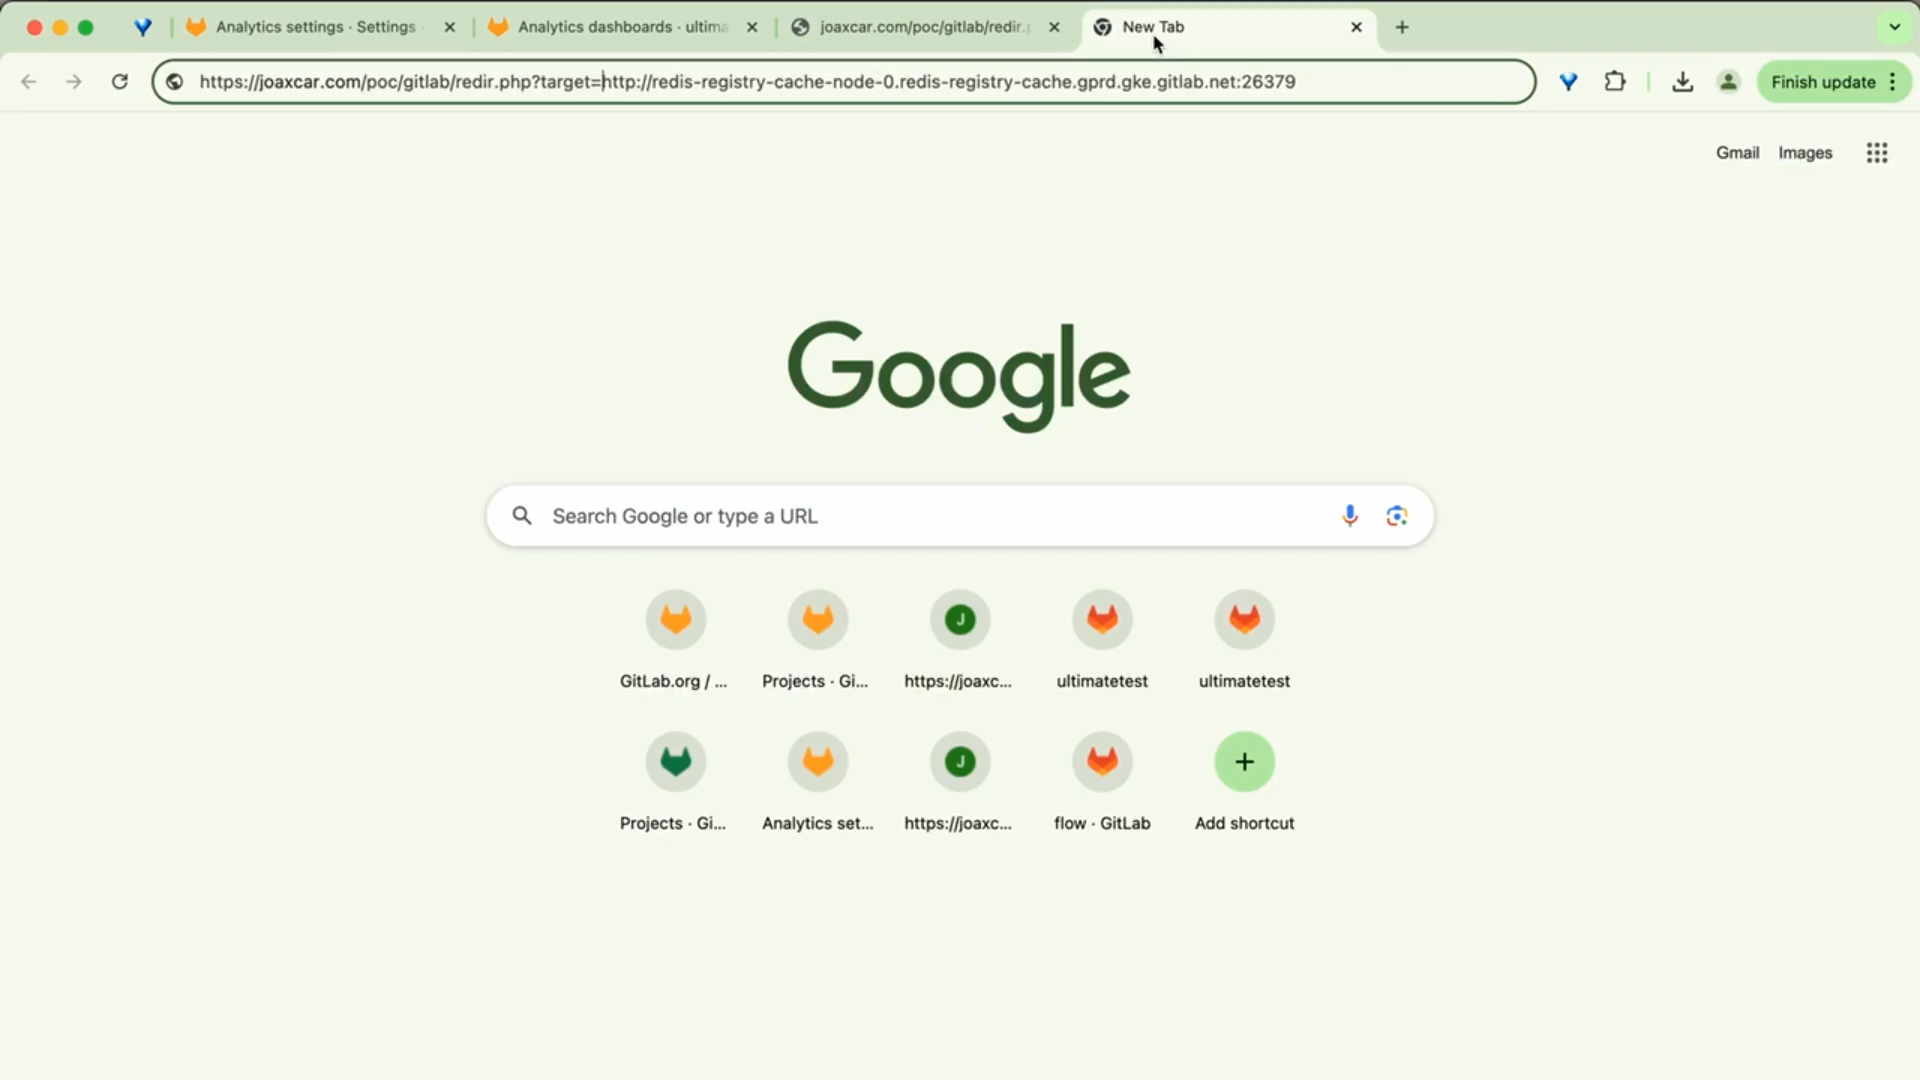 Analytics settings · Settings
Analytics dashboards · ultima
joaxcar.com/poc/gitlab/redir.p
New Tab
https://joaxcar.com/poc/gitlab/redir.php?target=http://redis-registry-cache-node-0.redis-registry-cache.gprd.gke.gitlab.net:26379
Finish update
Gmail
Images
Google
Search Google or type a URL
J
GitLab.org / ...
Projects · Gi...
https://joaxc...
ultimatetest
ultimatetest
J
Projects · Gi...
Analytics set...
https://joaxc...
flow · GitLab
Add shortcut